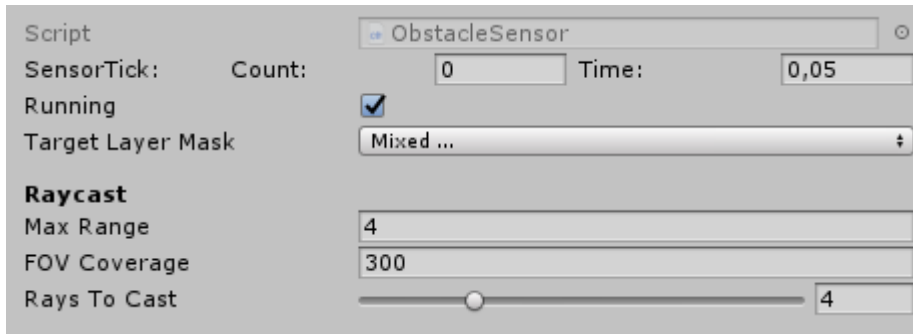 Script ObstacleSensor
SensorTick: Count: 0 Time: 0,05
Running
Target Layer Mask Mixed ...
Raycast
Max Range 4
FOV Coverage 300
Rays To Cast 4